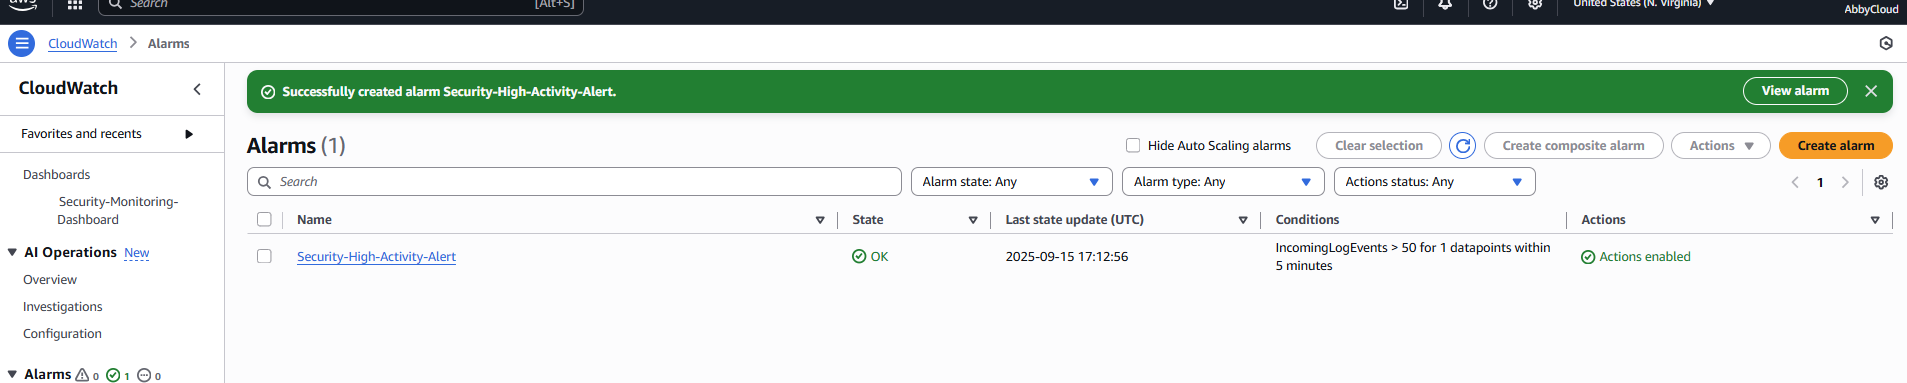 aws
Search
[Alt+S]
United States (N. Virginia)
AbbyCloud
CloudWatch
Alarms
CloudWatch
Favorites and recents
Dashboards
Security-Monitoring-
Dashboard
AI Operations New
Overview
Investigations
Configuration
Alarms 0 1 0
Successfully created alarm Security-High-Activity-Alert.
View alarm
Alarms (1)
Hide Auto Scaling alarms
Clear selection
Create composite alarm
Actions
Create alarm
Search
Alarm state: Any
Alarm type: Any
Actions status: Any
1
Name
State
Last state update (UTC)
Conditions
Actions
Security-High-Activity-Alert
OK
2025-09-15 17:12:56
IncomingLogEvents > 50 for 1 datapoints within
5 minutes
Actions enabled